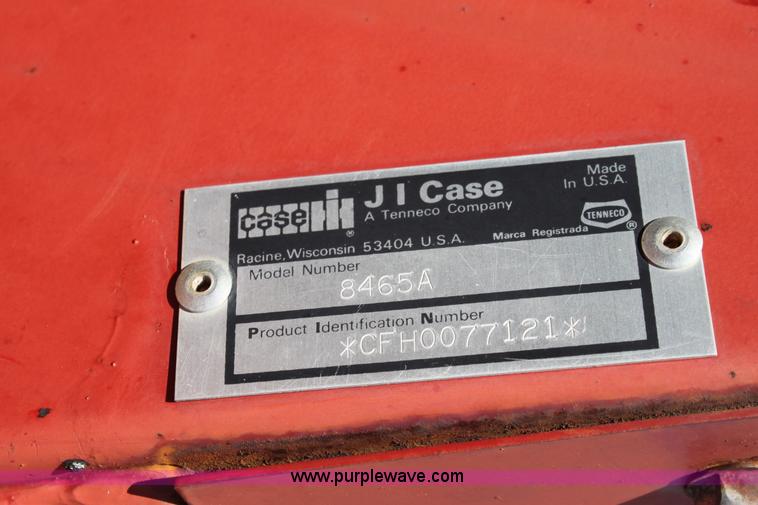 case IH ®
J I Case
A Tenneco Company
Made
In U.S.A.
TENNECO ®
Racine, Wisconsin 53404 U.S.A.
Marca Registrada
Model Number
8465A
Product Identification Number
*CFH0077121*
www.purplewave.com